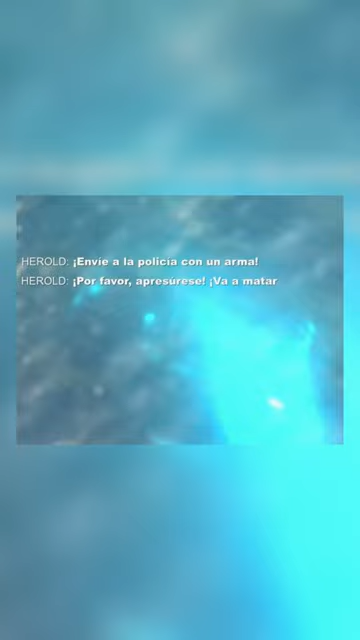 HEROLD: ¡Envíe a la policía con un arma!
HEROLD: ¡Por favor, apresúrese! ¡Va a matar